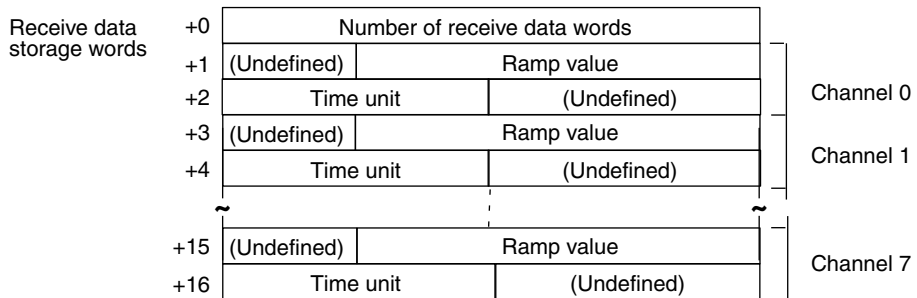 Receive data
storage words
+0 Number of receive data words
+1 (Undefined) Ramp value
+2 Time unit (Undefined)
Channel 0
+3 (Undefined) Ramp value
+4 Time unit (Undefined)
Channel 1
~ ~
+15 (Undefined) Ramp value
+16 Time unit (Undefined)
Channel 7